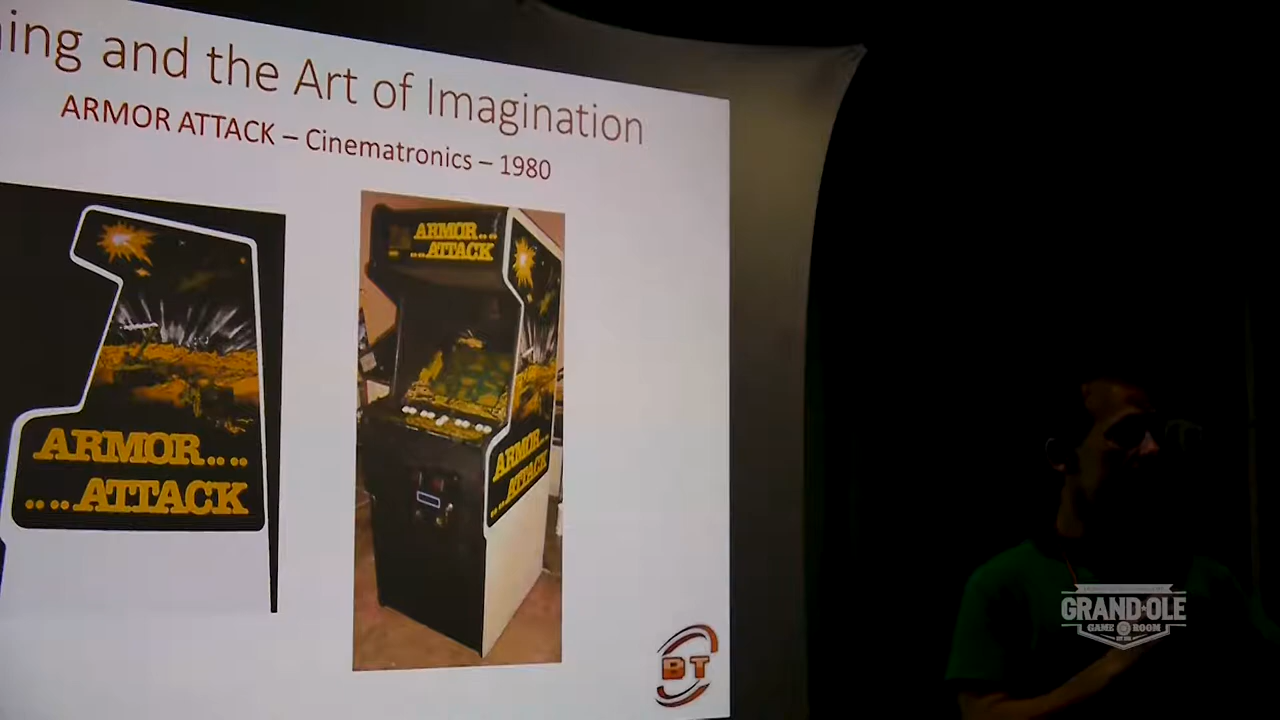 ing and the Art of Imagination
ARMOR ATTACK – Cinematronics – 1980
ARMOR....
....ATTACK
ARMOR...
...ATTACK
ARMOR...
...ATTACK
BT
GRAND OLE
GAME ROOM